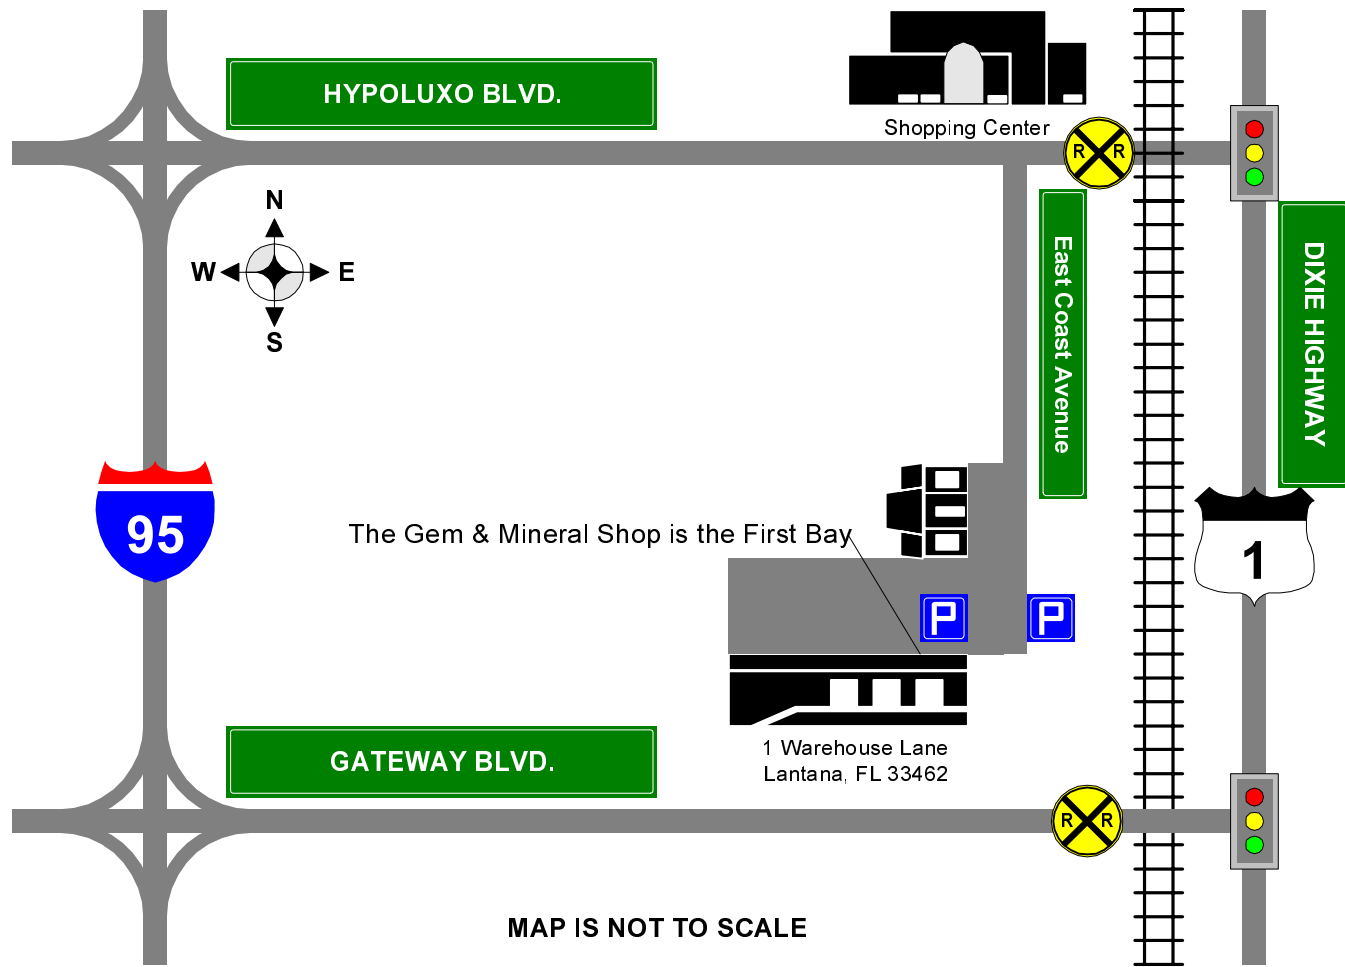 HYPOLUXO BLVD.
Shopping Center
R R
N
W E
S
East Coast Avenue
DIXIE HIGHWAY
95
The Gem & Mineral Shop is the First Bay
1
P P
GATEWAY BLVD.
1 Warehouse Lane
Lantana, FL 33462
R R
MAP IS NOT TO SCALE